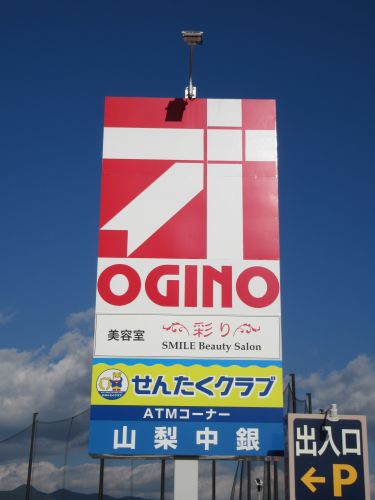 オ
OGINO
美容室 彩り
SMILE Beauty Salon
せんたくクラブ
ATMコーナー
山梨中銀
出入口
←P